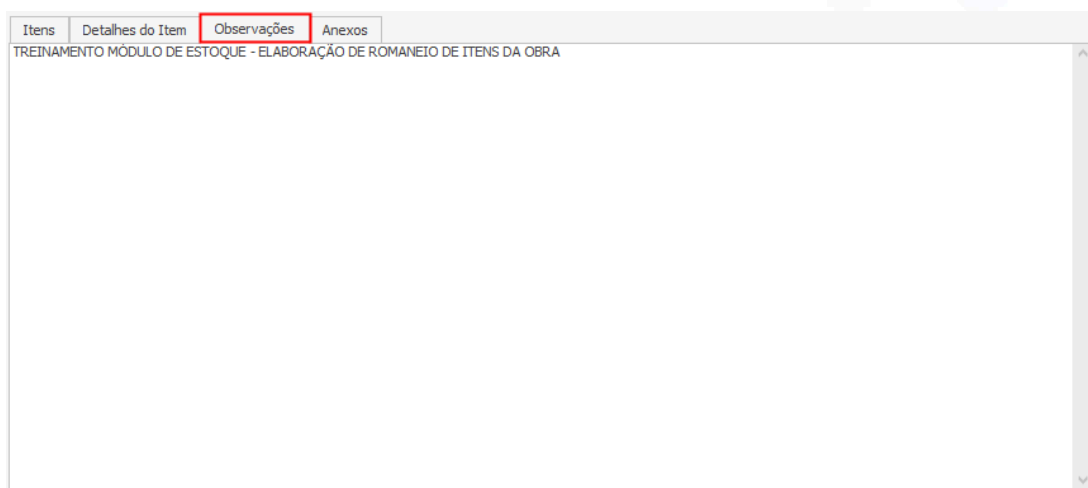 Itens Detalhes do Item Observações Anexos
TREINAMENTO MÓDULO DE ESTOQUE - ELABORAÇÃO DE ROMANEIO DE ITENS DA OBRA